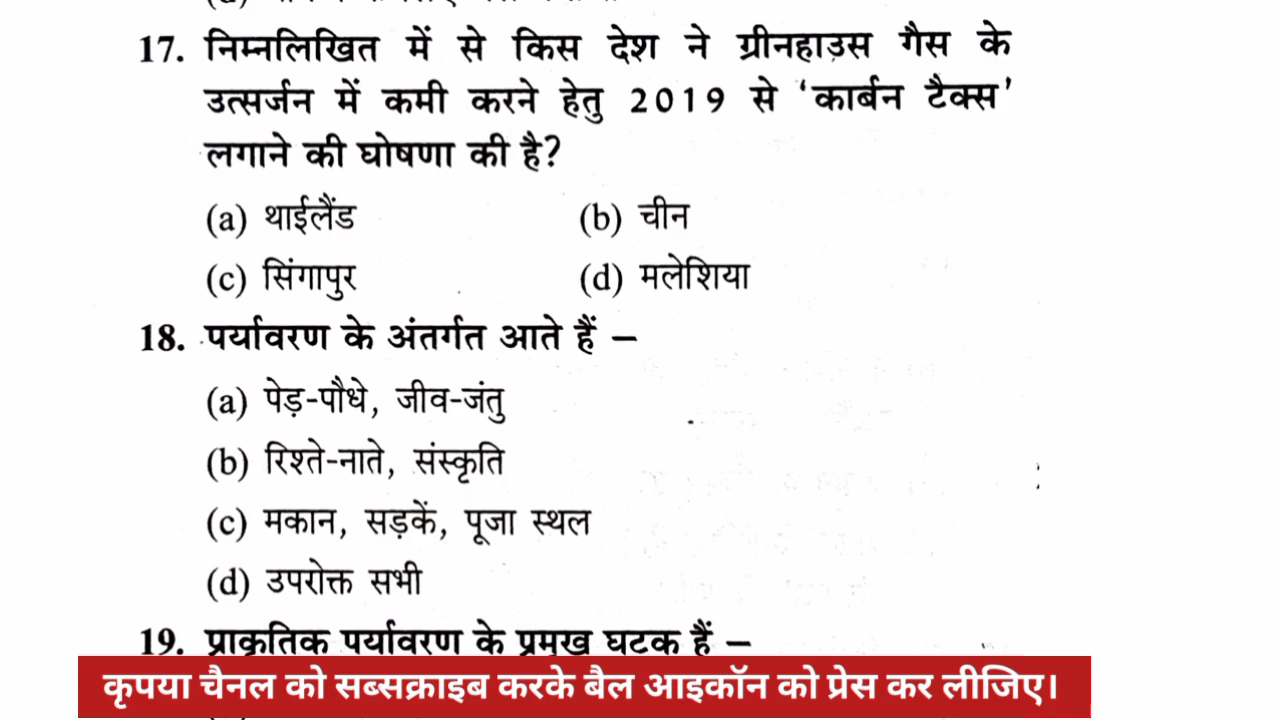 17. निम्नलिखित में से किस देश ने ग्रीनहाउस गैस के
उत्सर्जन में कमी करने हेतु 2019 से ‘कार्बन टैक्स’
लगाने की घोषणा की है?
(a) थाईलैंड (b) चीन
(c) सिंगापुर (d) मलेशिया
18. पर्यावरण के अंतर्गत आते हैं –
(a) पेड़-पौधे, जीव-जंतु
(b) रिश्ते-नाते, संस्कृति
(c) मकान, सड़कें, पूजा स्थल
(d) उपरोक्त सभी
19. प्राकृतिक पर्यावरण के प्रमुख घटक हैं –
कृपया चैनल को सब्सक्राइब करके बैल आइकॉन को प्रेस कर लीजिए।